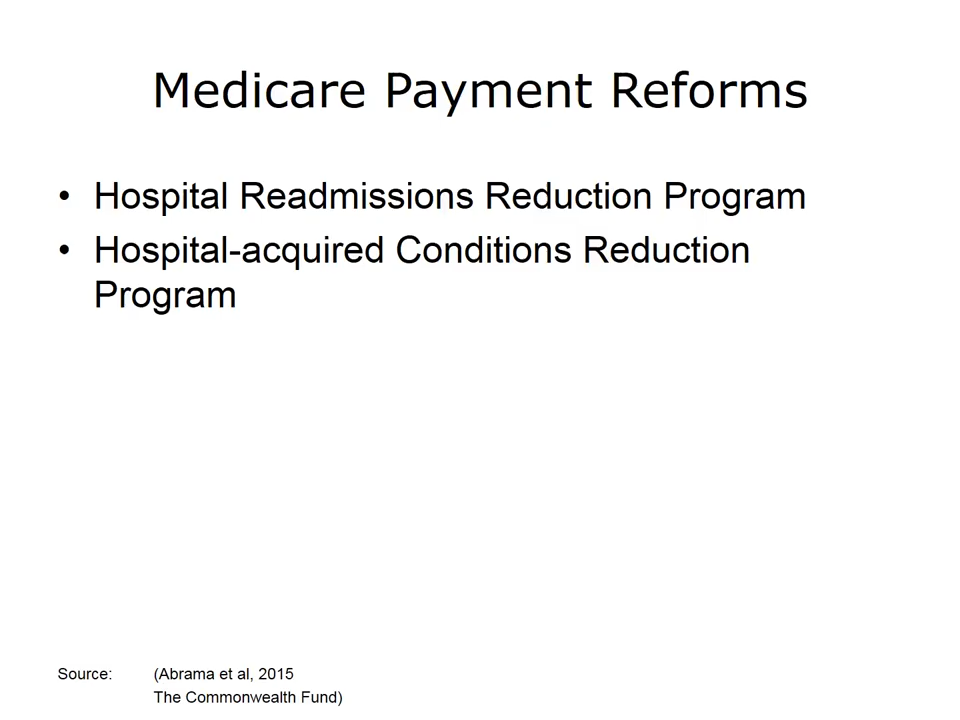 Medicare Payment Reforms
• Hospital Readmissions Reduction Program
• Hospital-acquired Conditions Reduction
Program
Source: (Abrama et al, 2015
The Commonwealth Fund)